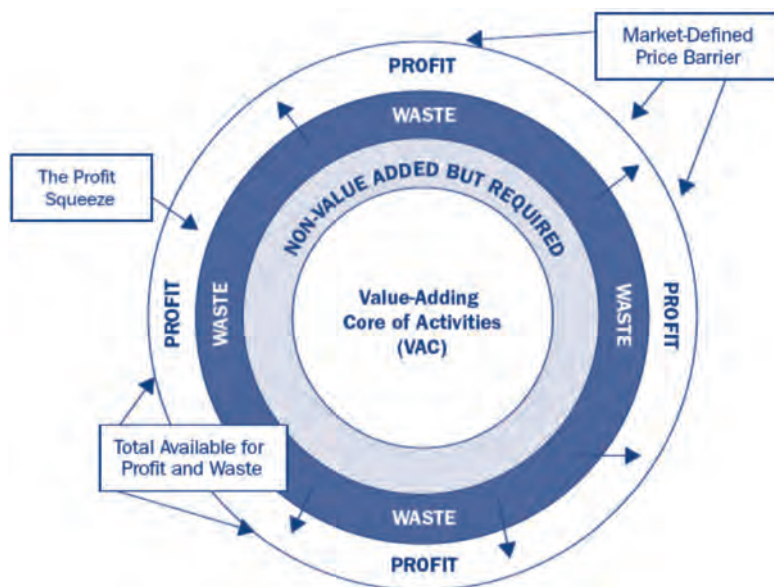 Market-Defined
Price Barrier
PROFIT
WASTE
NON-VALUE ADDED BUT REQUIRED
The Profit
Squeeze
Value-Adding
Core of Activities
(VAC)
PROFIT
WASTE
WASTE
PROFIT
Total Available for
Profit and Waste
WASTE
PROFIT